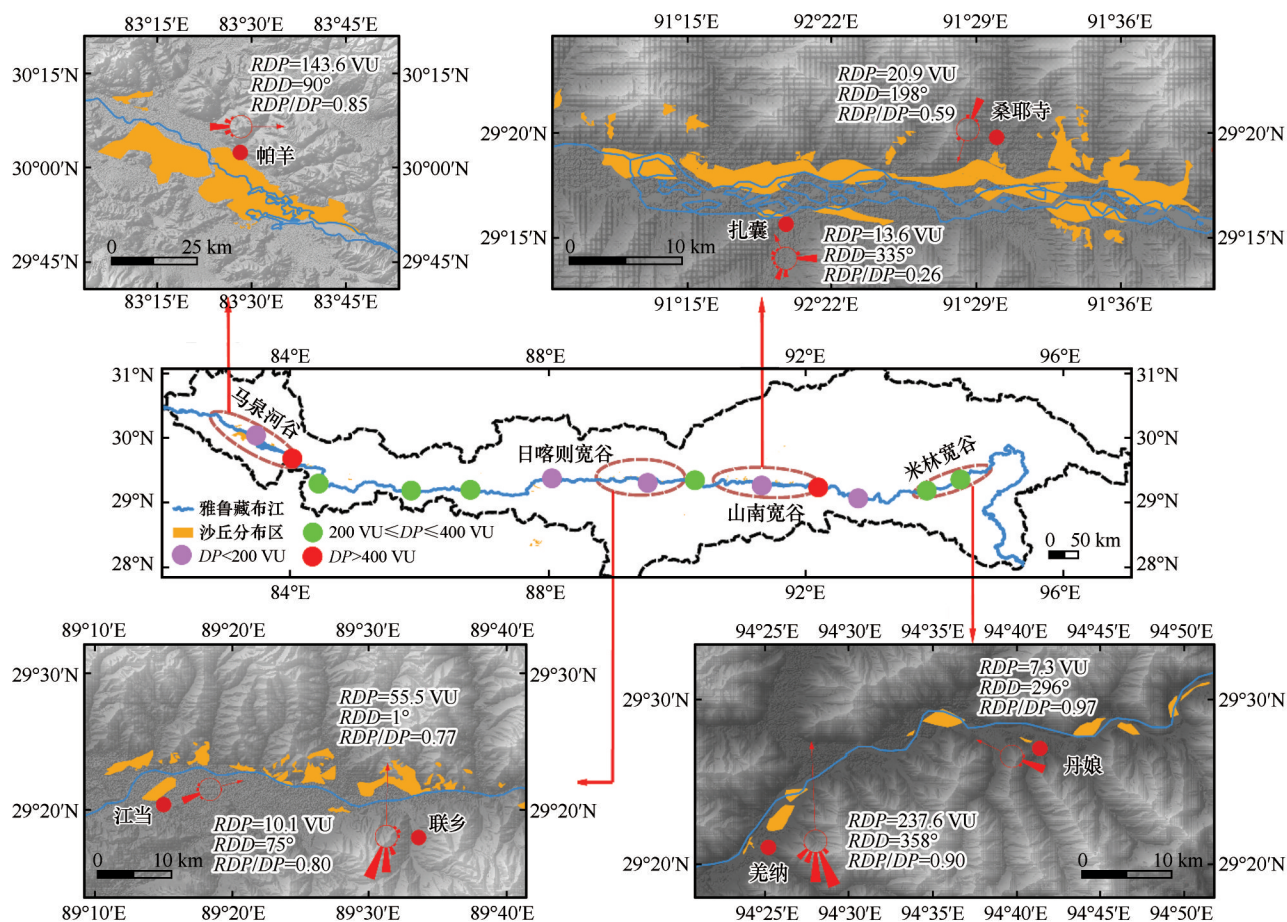 83°15′E 83°30′E 83°45′E
30°15′N
30°00′N
29°45′N
RDP=143.6 VU
RDD=90°
RDP/DP=0.85
帕羊
0 25 km
30°15′N
30°00′N
29°45′N
83°15′E 83°30′E 83°45′E
91°15′E 92°22′E 91°29′E 91°36′E
29°20′N
29°15′N
RDP=20.9 VU
RDD=198°
RDP/DP=0.59
桑耶寺
扎囊
RDP=13.6 VU
RDD=335°
RDP/DP=0.26
0 10 km
29°20′N
29°15′N
91°15′E 92°22′E 91°29′E 91°36′E
84°E 88°E 92°E 96°E
31°N
30°N
29°N
28°N
马泉河谷
日喀则宽谷
山南宽谷
米林宽谷
雅鲁藏布江
沙丘分布区
200 VU≤DP≤400 VU
DP<200 VU
DP>400 VU
0 50 km
31°N
30°N
29°N
28°N
84°E 88°E 92°E 96°E
89°10′E 89°20′E 89°30′E 89°40′E
RDP=55.5 VU
RDD=1°
RDP/DP=0.77
江当
RDP=10.1 VU
RDD=75°
RDP/DP=0.80
联乡
0 10 km
29°30′N
29°20′N
29°10′N
89°10′E 89°20′E 89°30′E 89°40′E
94°25′E 94°30′E 94°35′E 94°40′E 94°45′E 94°50′E
29°30′N
29°20′N
RDP=7.3 VU
RDD=296°
RDP/DP=0.97
丹娘
RDP=237.6 VU
RDD=358°
RDP/DP=0.90
羌纳
0 10 km
29°30′N
29°20′N
94°25′E 94°30′E 94°35′E 94°40′E 94°45′E 94°50′E